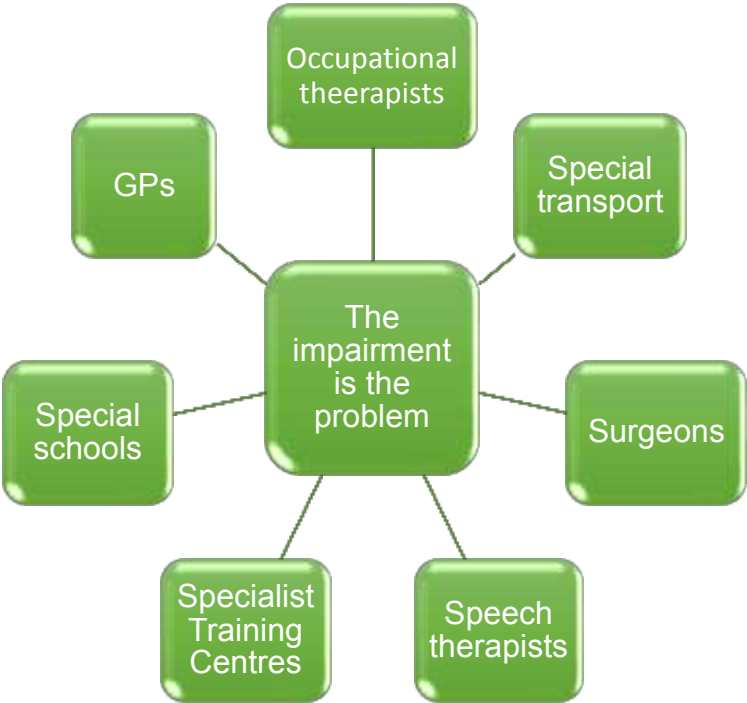 Occupational
theerapists
Special
transport
GPs
The
impairment
is the
problem
Special
schools
Surgeons
Specialist
Training
Centres
Speech
therapists